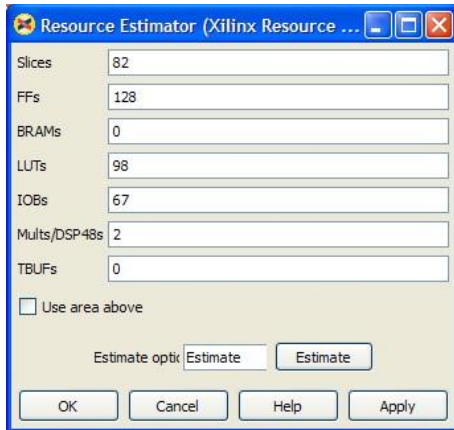 Resource Estimator (Xilinx Resource ...
Slices 82
FFs 128
BRAMs 0
LUTs 98
IOBs 67
Mults/DSP48s 2
TBUFs 0
Use area above
Estimate optic Estimate Estimate
OK Cancel Help Apply